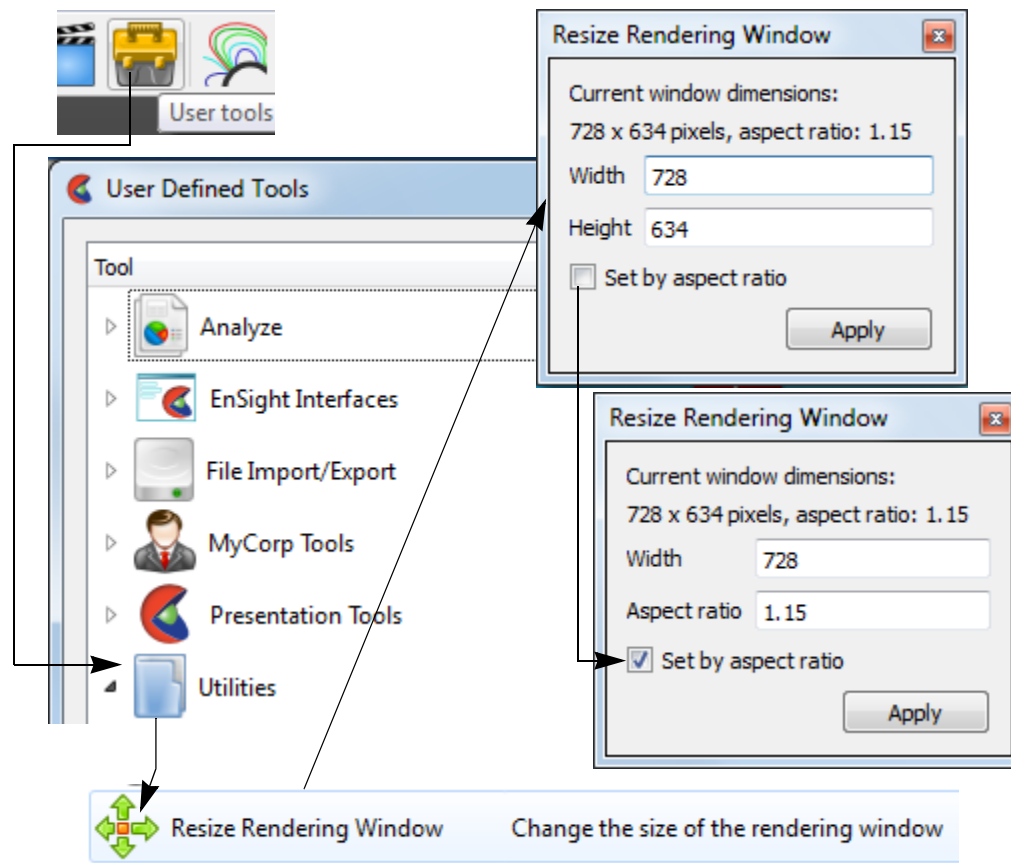 User tools
User Defined Tools
Tool
Analyze
EnSight Interfaces
File Import/Export
MyCorp Tools
Presentation Tools
Utilities
Resize Rendering Window Change the size of the rendering window
Resize Rendering Window
Current window dimensions:
728 x 634 pixels, aspect ratio: 1.15
Width 728
Height 634
Set by aspect ratio
Apply
Resize Rendering Window
Current window dimensions:
728 x 634 pixels, aspect ratio: 1.15
Width 728
Aspect ratio 1.15
Set by aspect ratio
Apply